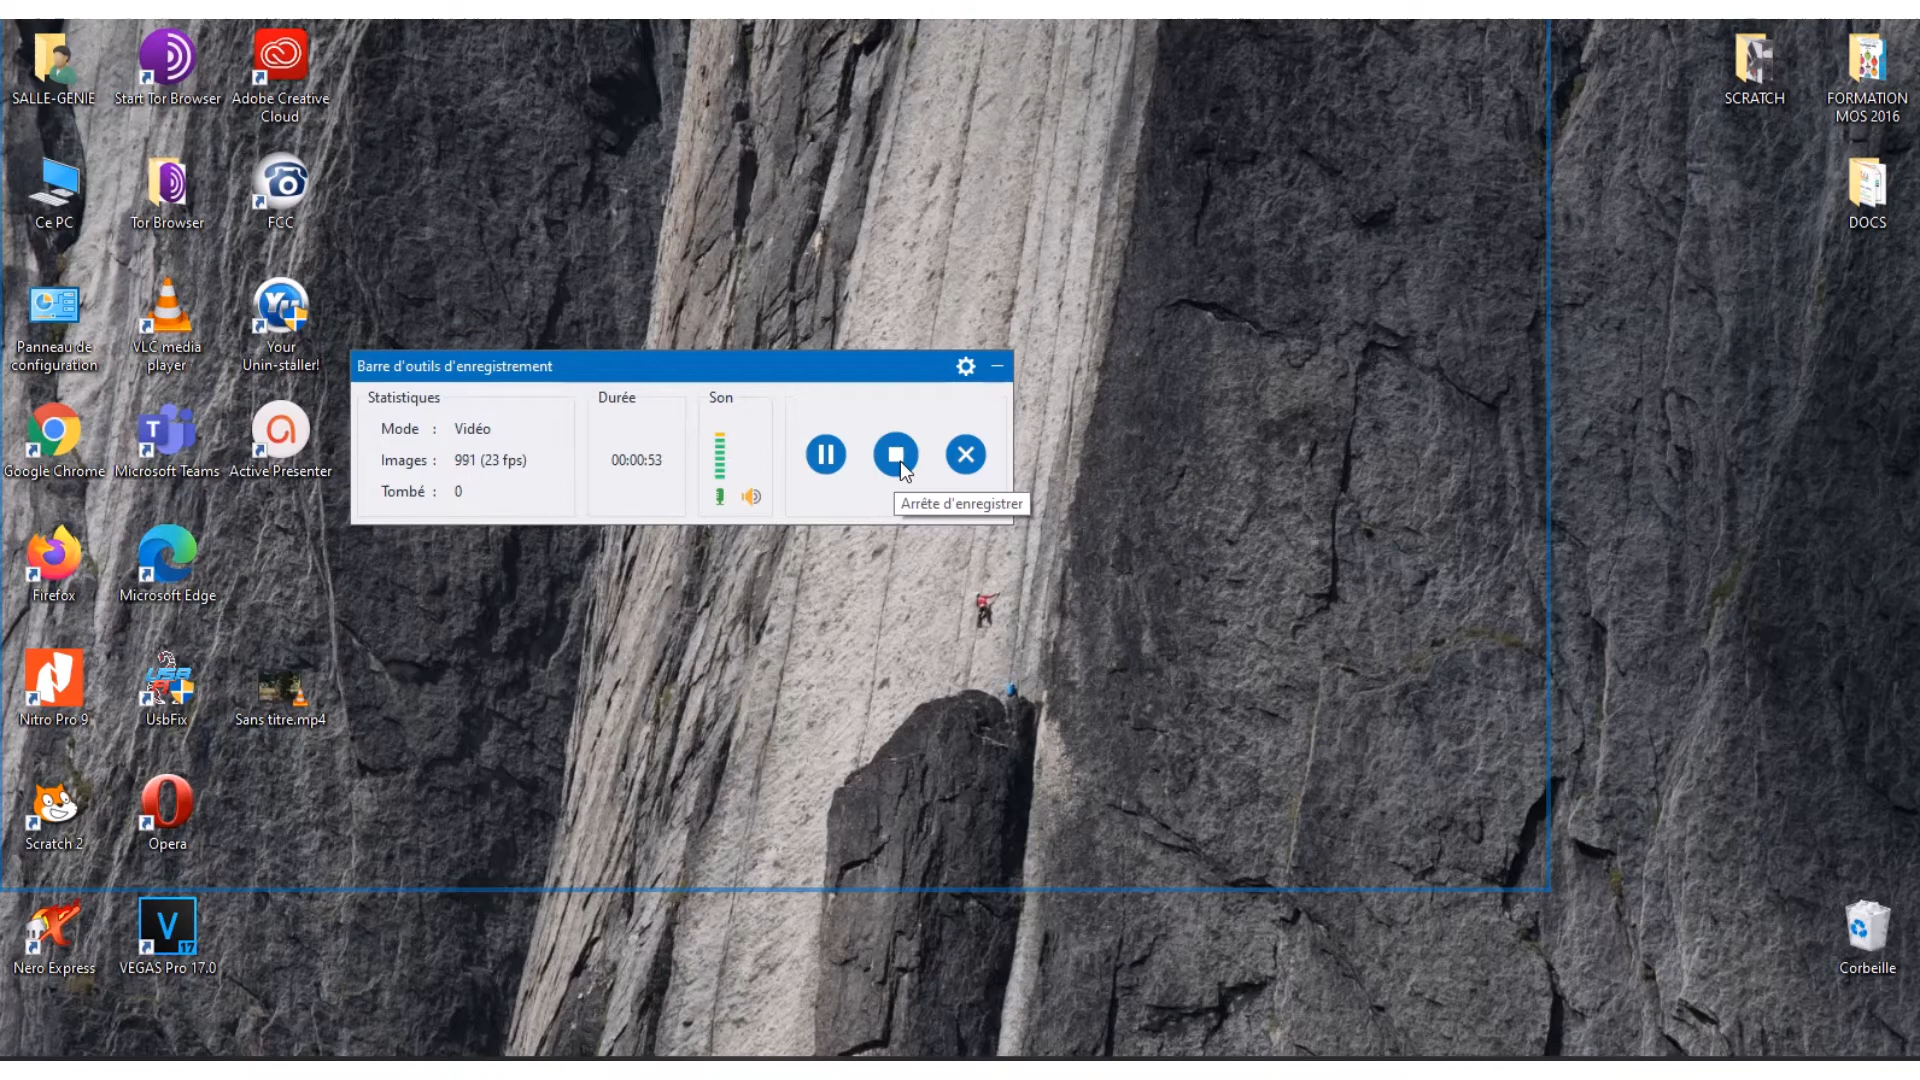 SALLE-GENIE
Start Tor Browser
Adobe Creative
Cloud
SCRATCH
FORMATION
MOS 2016
Ce PC
Tor Browser
FCC
DOCS
Panneau de
configuration
VLC media
player
Your
Unin-staller!
Barre d'outils d'enregistrement
Statistiques
Durée
Son
Mode : Vidéo
Images : 991 (23 fps)
00:00:53
Tombé : 0
Arrête d'enregistrer
Google Chrome
Microsoft Teams
Active Presenter
Firefox
Microsoft Edge
Nitro Pro 9
UsbFix
Sans titre.mp4
Scratch 2
Opera
Nero Express
VEGAS Pro 17.0
Corbeille